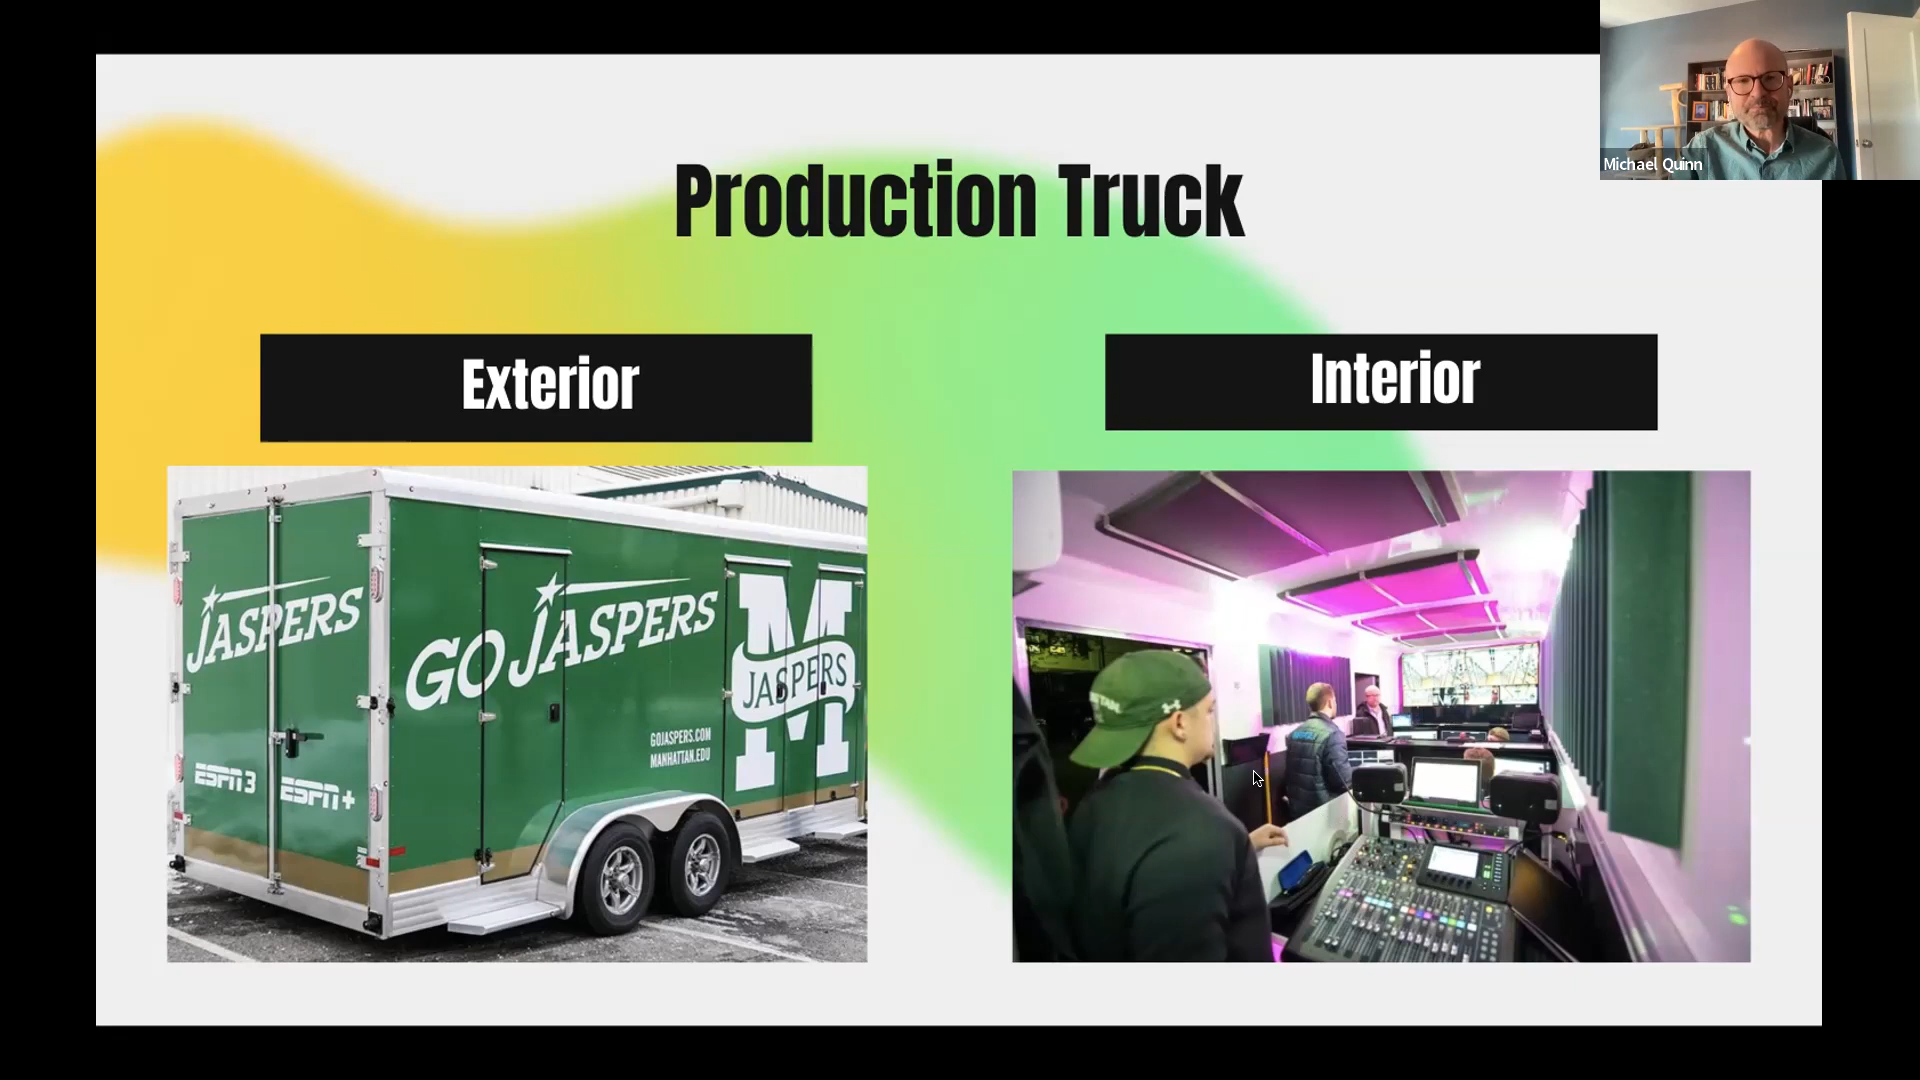 Production Truck
Michael Quinn
Exterior
Interior
JASPERS
GO JASPERS
M
JASPERS
GOJASPERS.COM
MANHATTAN.EDU
ESPN3
ESPN+